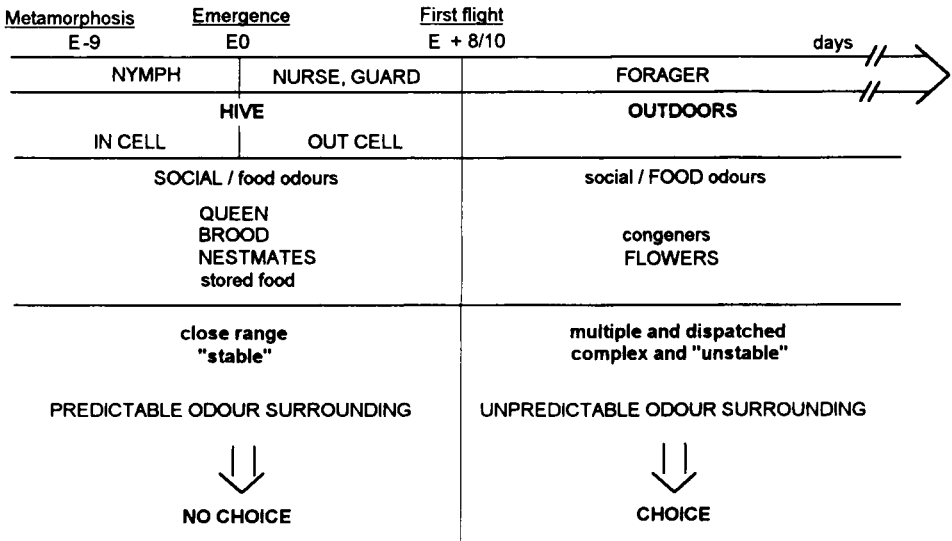 Metamorphosis Emergence First flight
E-9 E0 E + 8/10 days
NYMPH NURSE, GUARD FORAGER
HIVE OUTDOORS
IN CELL OUT CELL
SOCIAL / food odours social / FOOD odours
QUEEN
BROOD congeners
NESTMATES FLOWERS
stored food
close range multiple and dispatched
"stable" complex and "unstable"
PREDICTABLE ODOUR SURROUNDING UNPREDICTABLE ODOUR SURROUNDING
NO CHOICE CHOICE